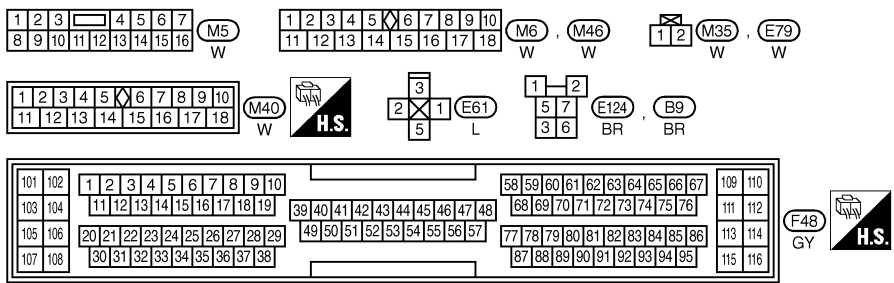 1 2 3 4 5 6 7
8 9 10 11 12 13 14 15 16
M5
W
1 2 3 4 5 6 7 8 9 10
11 12 13 14 15 16 17 18
M6 , M46
W W
1 2
M35 , E79
W W
1 2 3 4 5 6 7 8 9 10
11 12 13 14 15 16 17 18
M40
W
H.S.
3
2 1
5
E61
L
1 2
5 7
3 6
E124 , B9
BR BR
101 102
103 104
105 106
107 108
1 2 3 4 5 6 7 8 9 10
11 12 13 14 15 16 17 18 19
20 21 22 23 24 25 26 27 28 29
30 31 32 33 34 35 36 37 38
39 40 41 42 43 44 45 46 47 48
49 50 51 52 53 54 55 56 57
58 59 60 61 62 63 64 65 66 67
68 69 70 71 72 73 74 75 76
77 78 79 80 81 82 83 84 85 86
87 88 89 90 91 92 93 94 95
109 110
111 112
113 114
115 116
F48
GY
H.S.